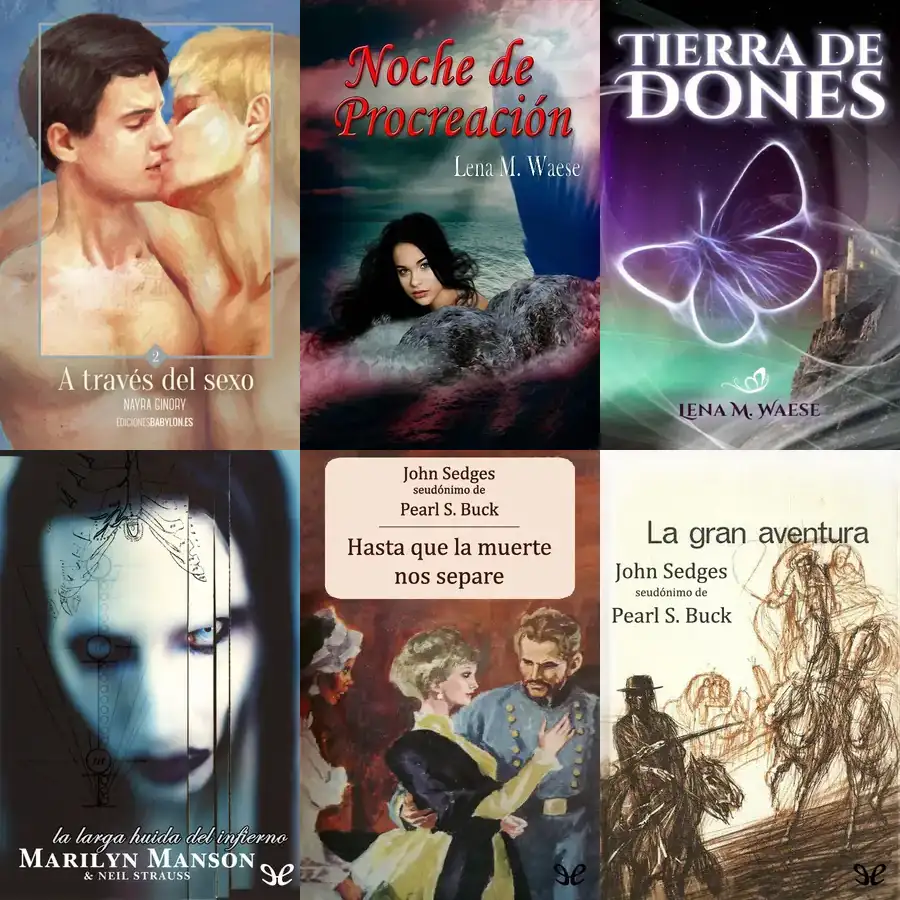 2
A través del sexo
NAYRA GINORY
EDICIONESBABYLON.ES
Noche de
Procreación
Lena M. Waese
TIERRA DE
DONES
LENA M. WAESE
la larga huida del infierno
MARILYN MANSON
& NEIL STRAUSS
John Sedges
seudónimo de
Pearl S. Buck
Hasta que la muerte
nos separe
La gran aventura
John Sedges
seudónimo de
Pearl S. Buck